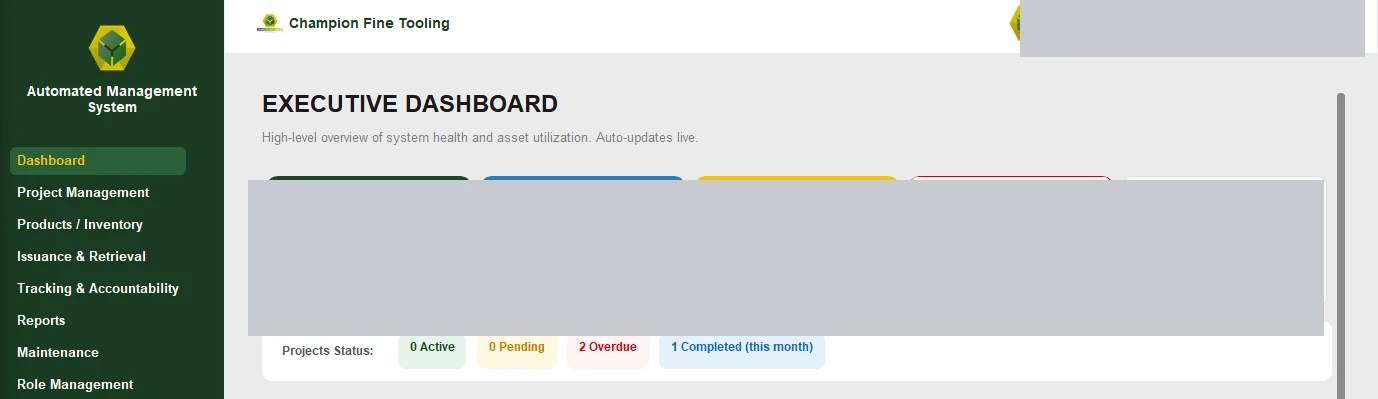 Automated Management
System
Dashboard
Project Management
Products / Inventory
Issuance & Retrieval
Tracking & Accountability
Reports
Maintenance
Role Management
Champion Fine Tooling
EXECUTIVE DASHBOARD
High-level overview of system health and asset utilization. Auto-updates live.
Projects Status: 0 Active 0 Pending 2 Overdue 1 Completed (this month)